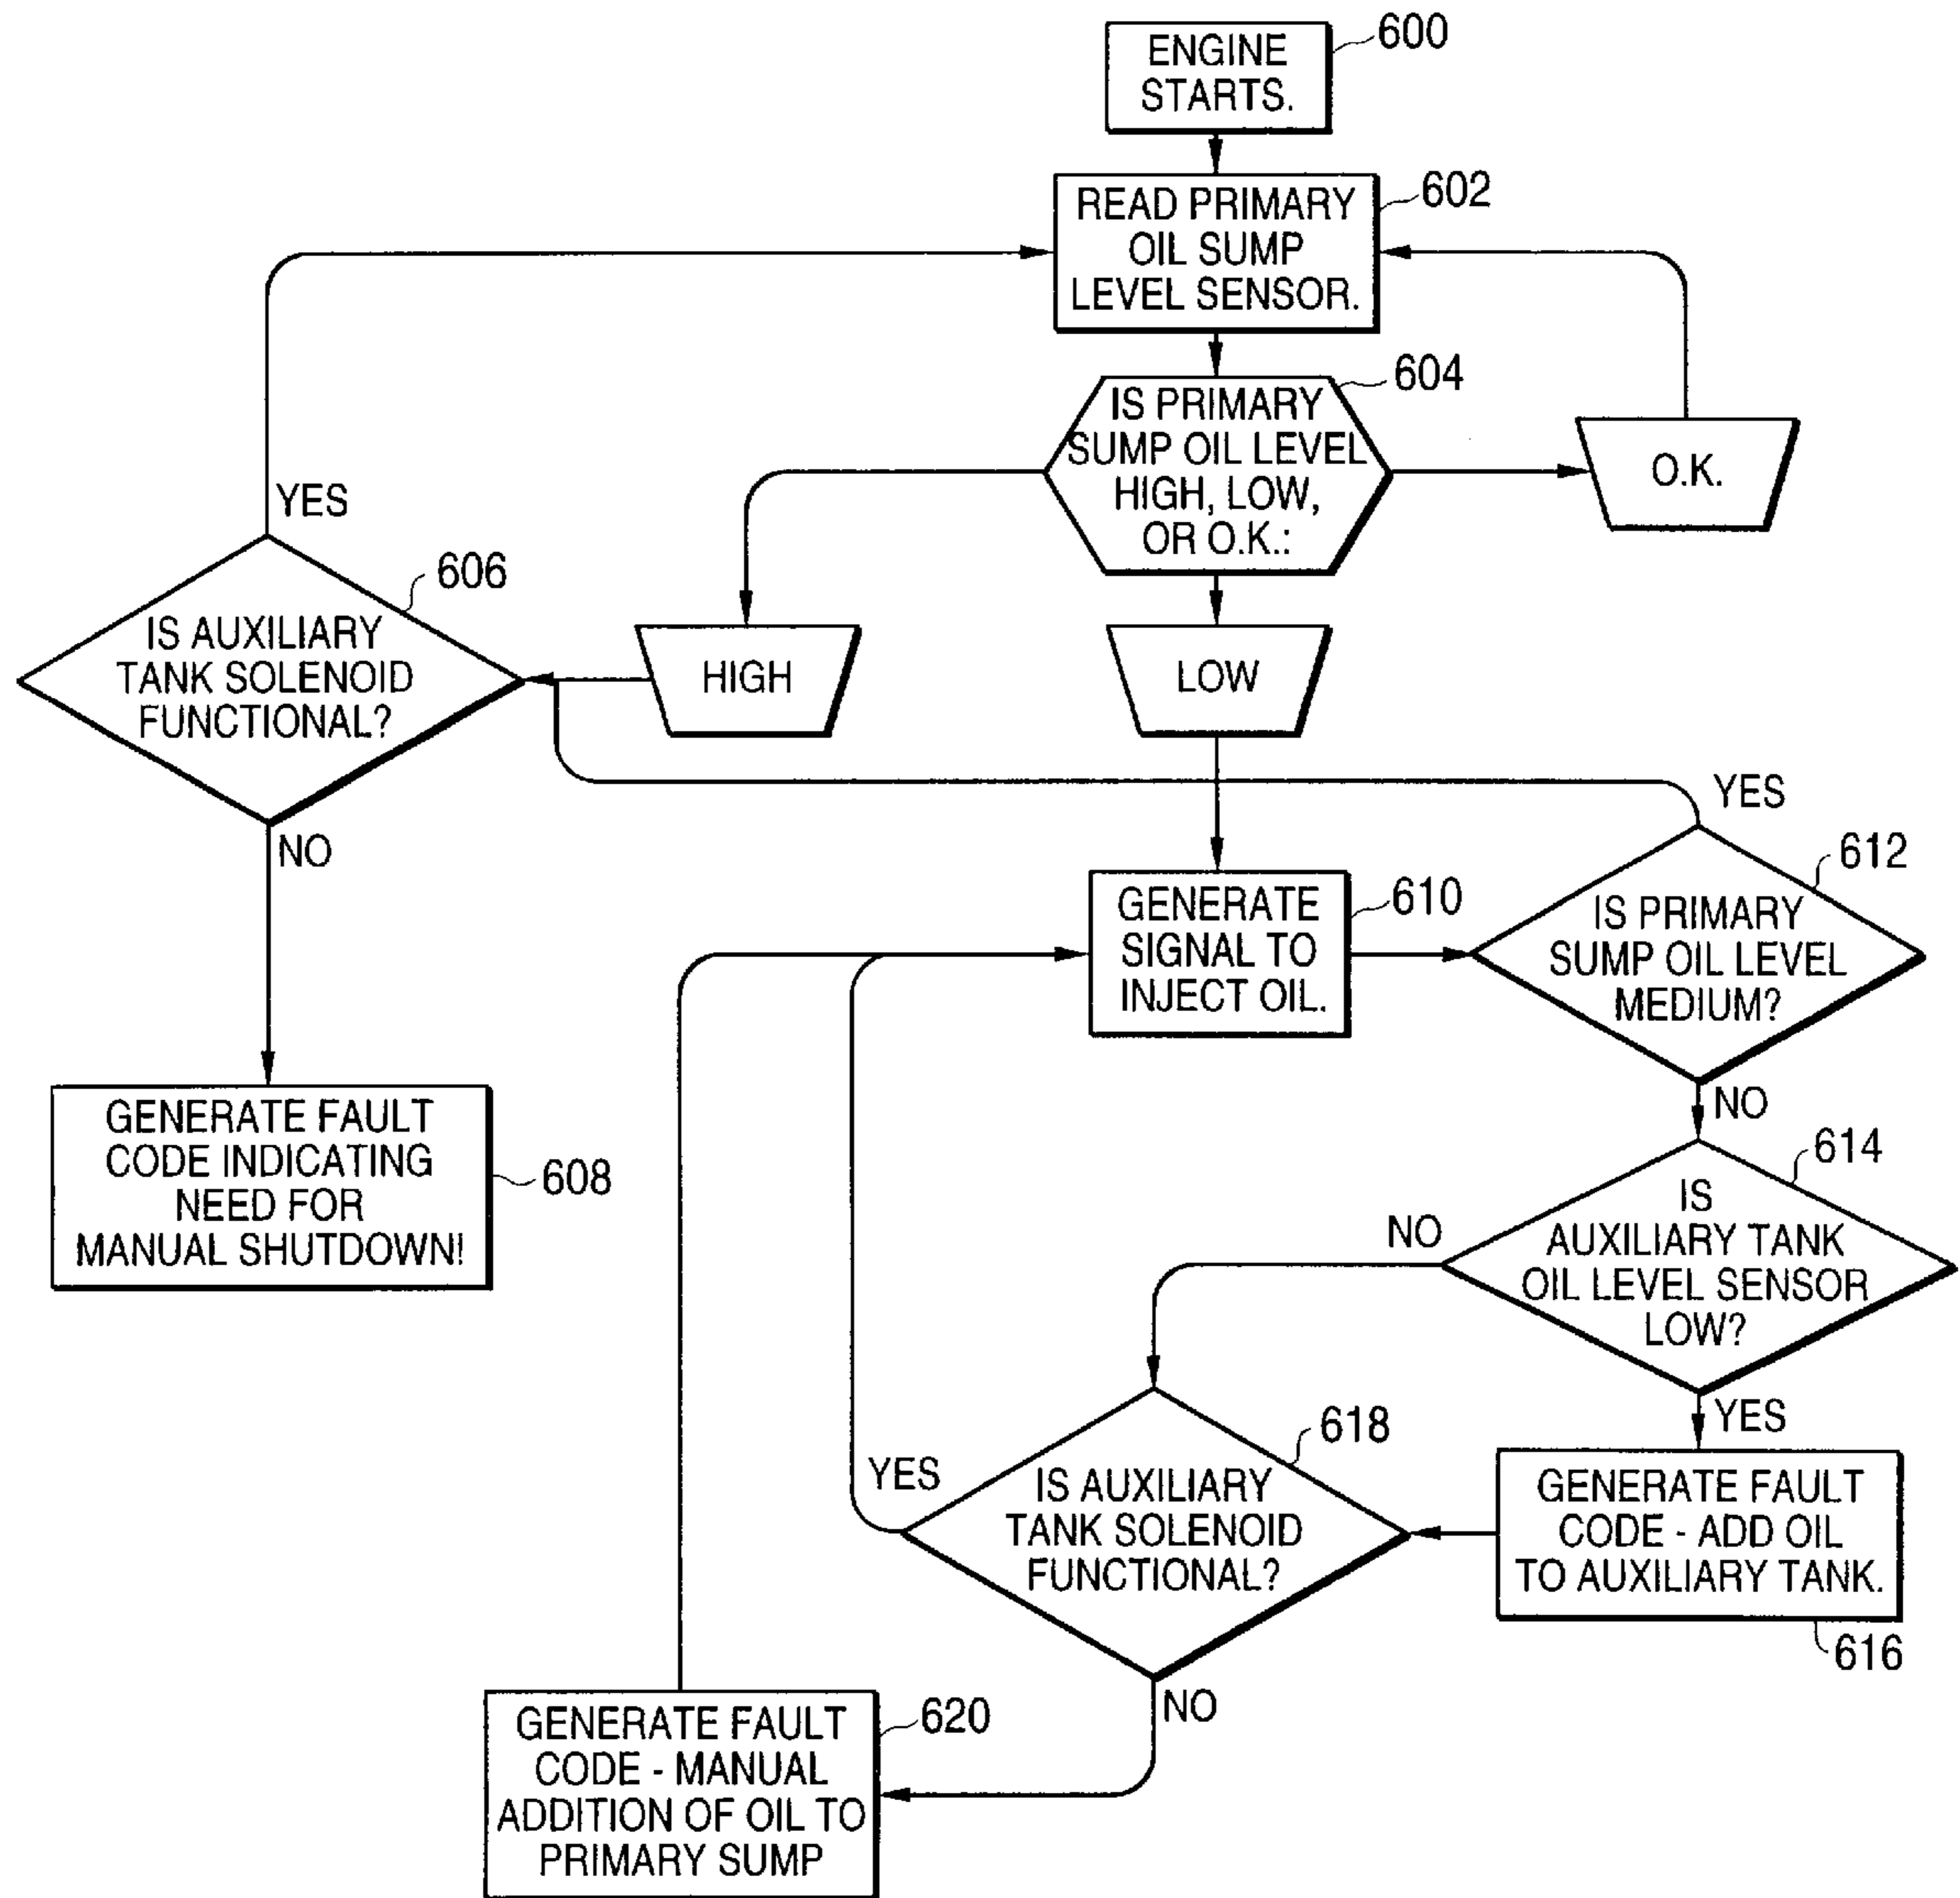 ENGINE
STARTS.
600
READ PRIMARY
OIL SUMP
LEVEL SENSOR.
602
IS PRIMARY
SUMP OIL LEVEL
HIGH, LOW,
OR O.K.:
604
O.K.
HIGH
LOW
YES
IS AUXILIARY
TANK SOLENOID
FUNCTIONAL?
606
NO
GENERATE FAULT
CODE INDICATING
NEED FOR
MANUAL SHUTDOWN!
608
GENERATE
SIGNAL TO
INJECT OIL.
610
YES
IS PRIMARY
SUMP OIL LEVEL
MEDIUM?
612
NO
IS
AUXILIARY TANK
OIL LEVEL SENSOR
LOW?
614
NO
YES
GENERATE FAULT
CODE - ADD OIL
TO AUXILIARY TANK.
616
IS AUXILIARY
TANK SOLENOID
FUNCTIONAL?
618
YES
NO
GENERATE FAULT
CODE - MANUAL
ADDITION OF OIL TO
PRIMARY SUMP
620